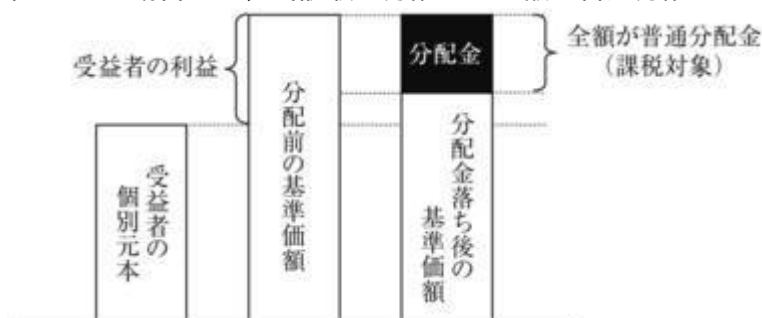 受益者の利益
分配金
全額が普通分配金
(課税対象)
分配前の基準価額
分配金落ち後の
基準価額
受益者の
個別元本